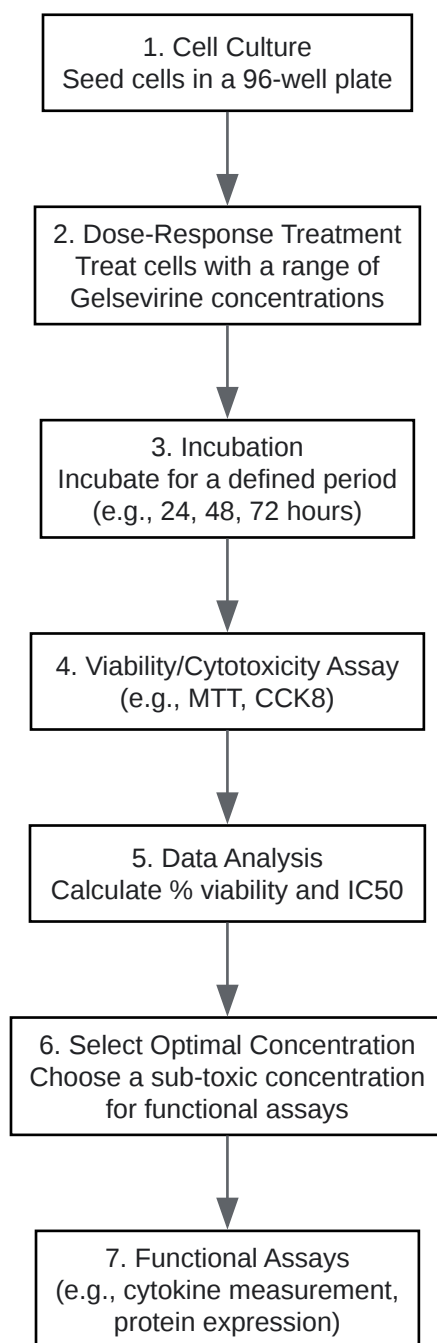 1. Cell Culture
Seed cells in a 96-well plate
2. Dose-Response Treatment
Treat cells with a range of
Gelsevirine concentrations
3. Incubation
Incubate for a defined period
(e.g., 24, 48, 72 hours)
4. Viability/Cytotoxicity Assay
(e.g., MTT, CCK8)
5. Data Analysis
Calculate % viability and IC50
6. Select Optimal Concentration
Choose a sub-toxic concentration
for functional assays
7. Functional Assays
(e.g., cytokine measurement,
protein expression)